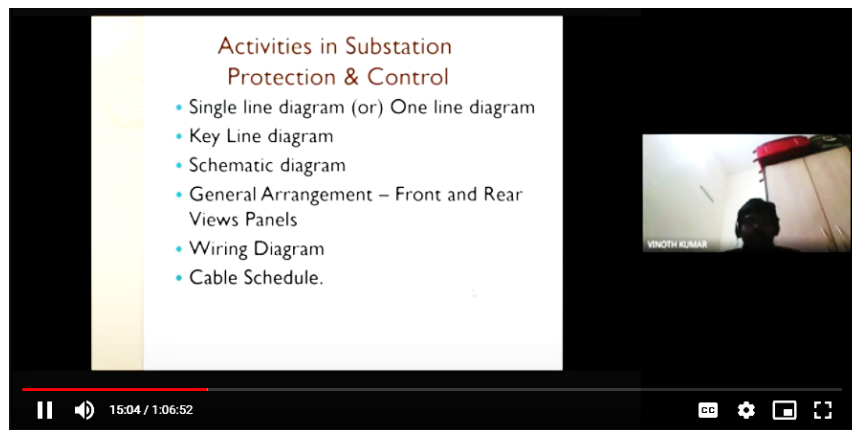 Activities in Substation
Protection & Control
• Single line diagram (or) One line diagram
• Key Line diagram
• Schematic diagram
• General Arrangement – Front and Rear
Views Panels
• Wiring Diagram
• Cable Schedule.
VINOTH KUMAR
15:04 / 1:06:52
CC